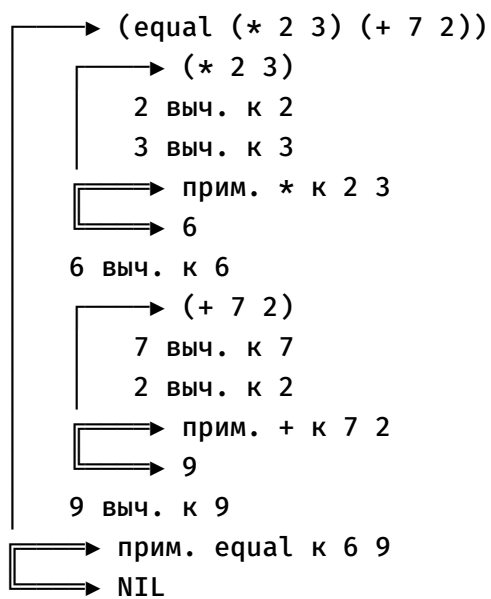 (equal (* 2 3) (+ 7 2))
(* 2 3)
2 выч. к 2
3 выч. к 3
прим. * к 2 3
6
6 выч. к 6
(+ 7 2)
7 выч. к 7
2 выч. к 2
прим. + к 7 2
9
9 выч. к 9
прим. equal к 6 9
NIL